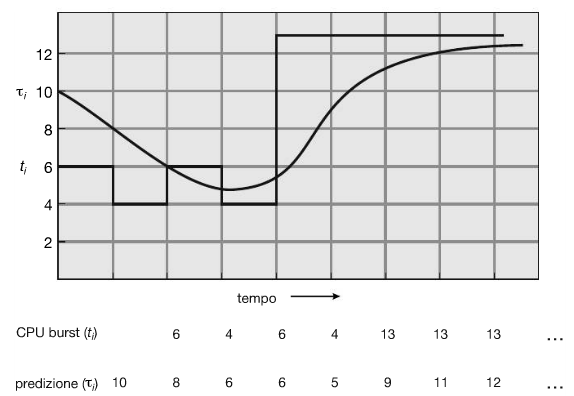 12
τi 10
8
ti 6
4
2
tempo
CPU burst (ti) 6 4 6 4 13 13 13 ...
predizione (τi) 10 8 6 6 5 9 11 12 ...